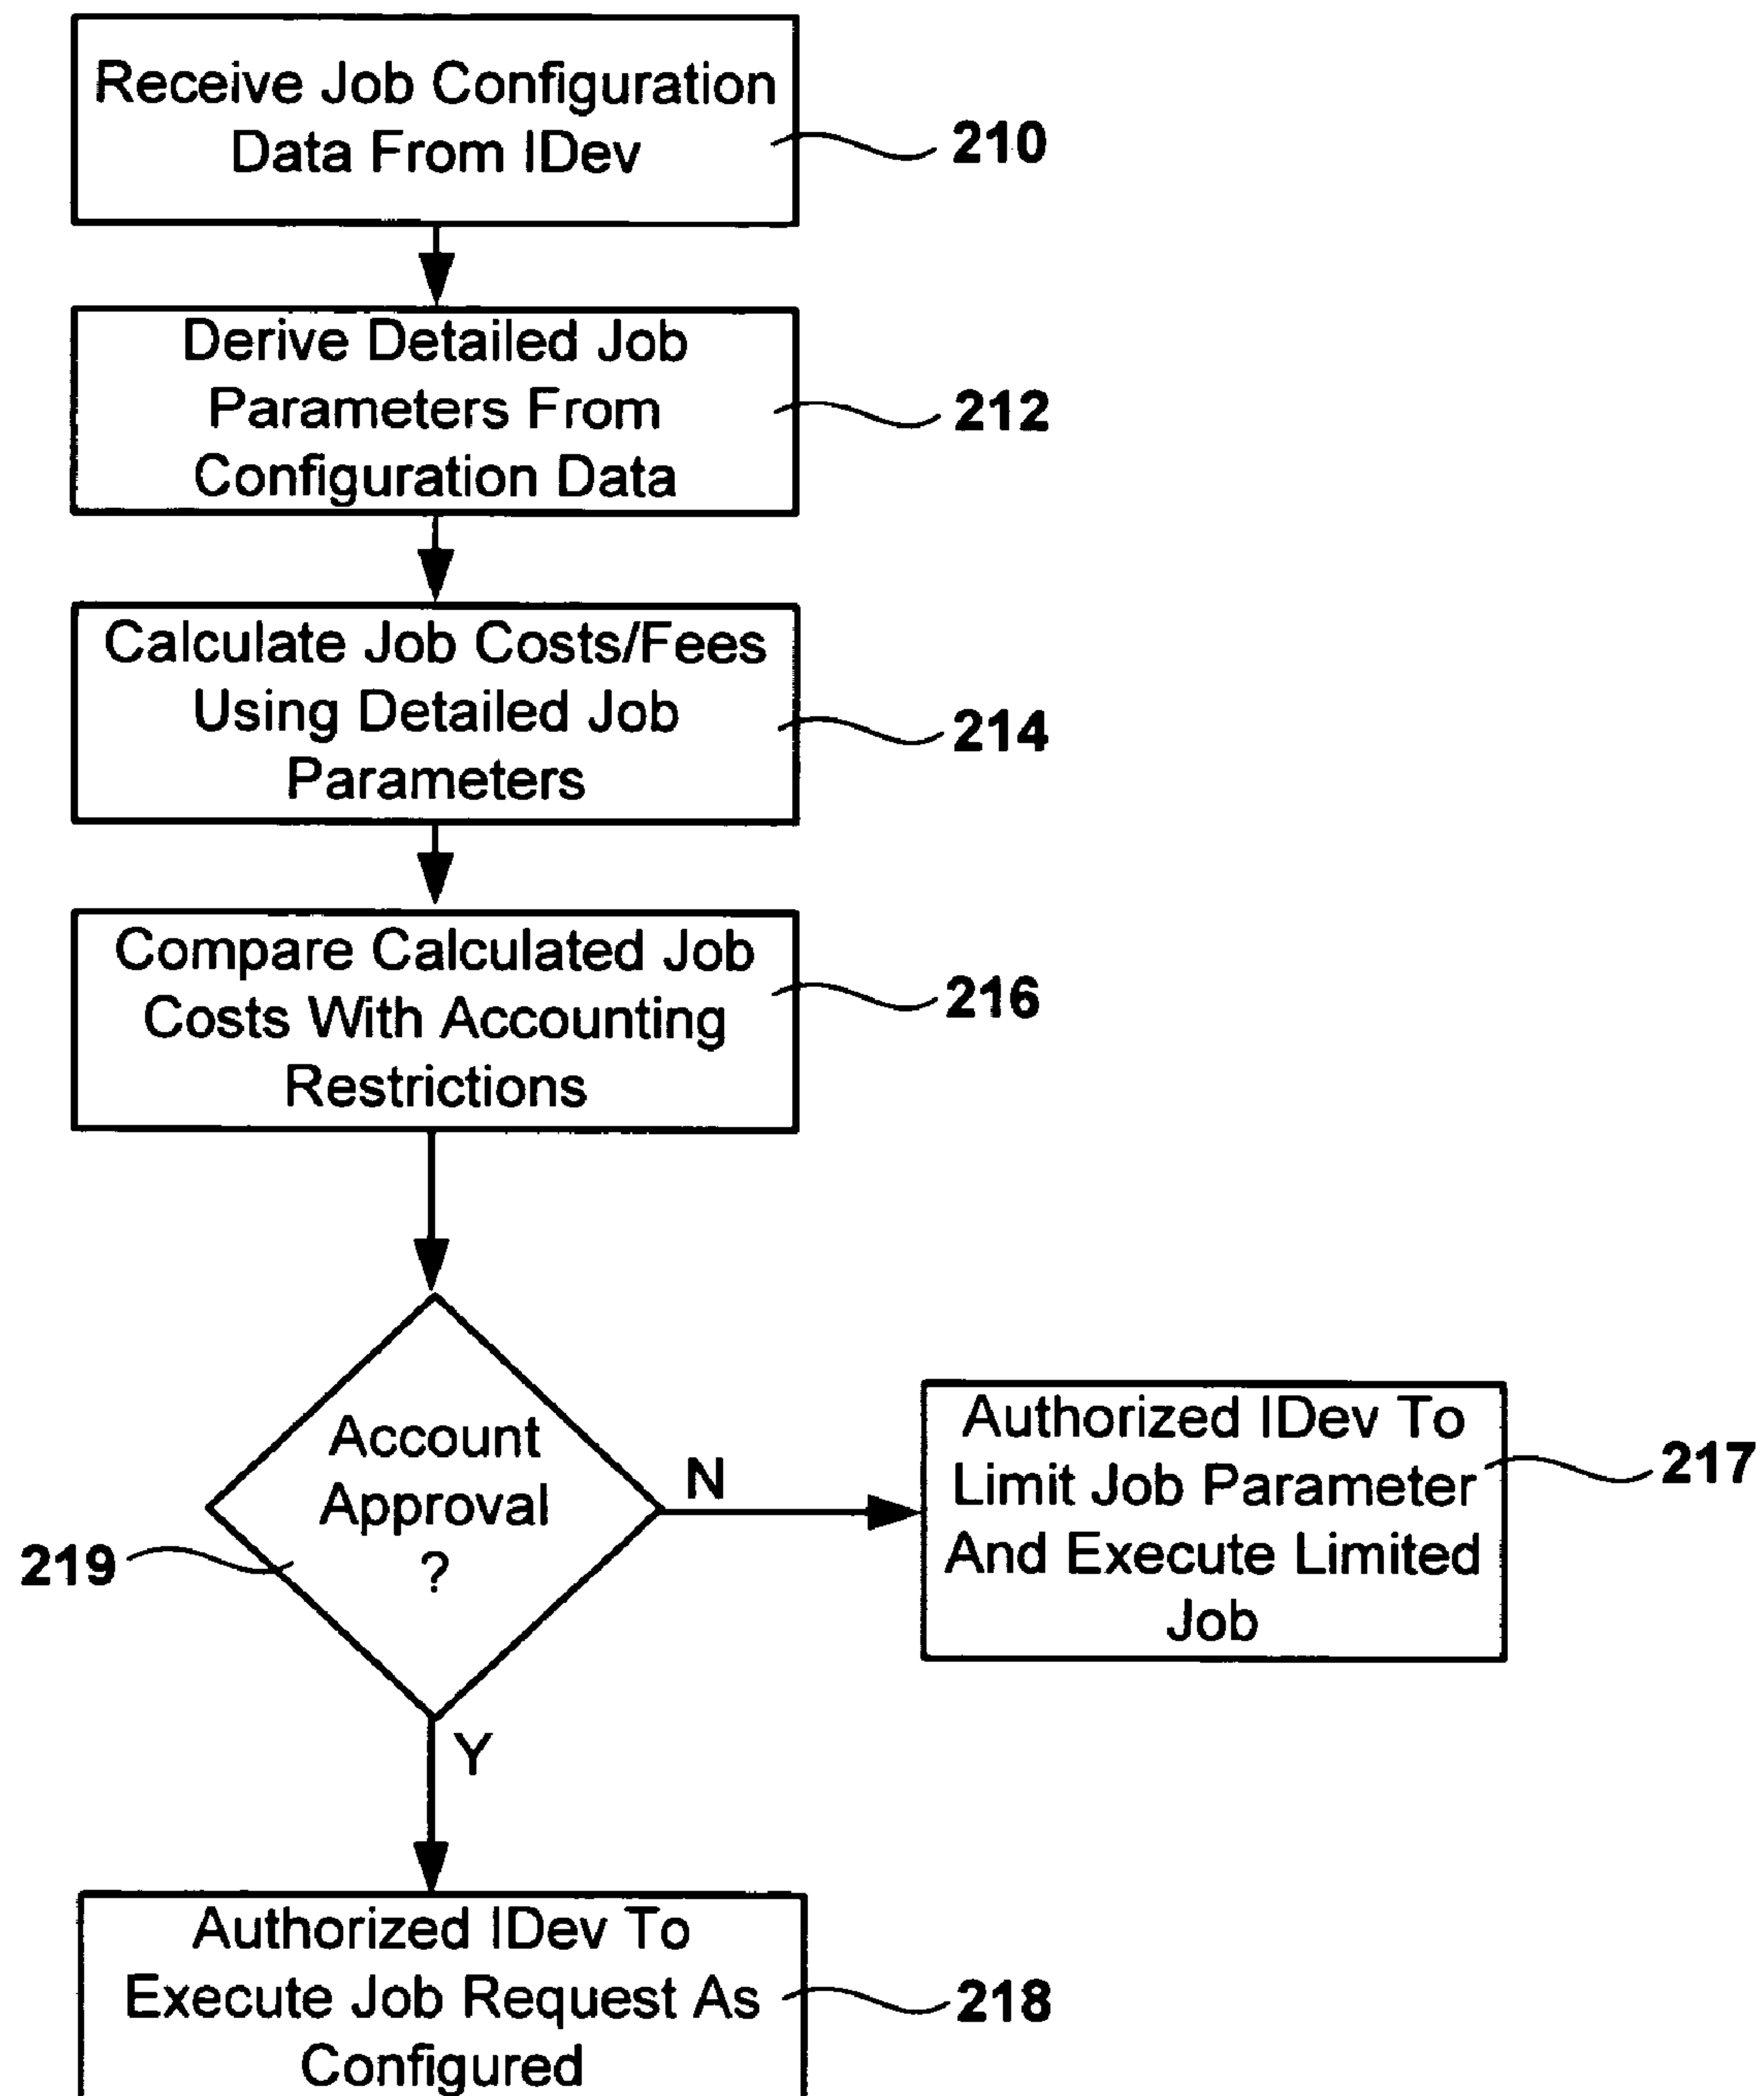 Receive Job Configuration
Data From IDev
210
Derive Detailed Job
Parameters From
Configuration Data
212
Calculate Job Costs/Fees
Using Detailed Job
Parameters
214
Compare Calculated Job
Costs With Accounting
Restrictions
216
Account
Approval
?
219
N
Authorized IDev To
Limit Job Parameter
And Execute Limited
Job
217
Y
Authorized IDev To
Execute Job Request As
Configured
218